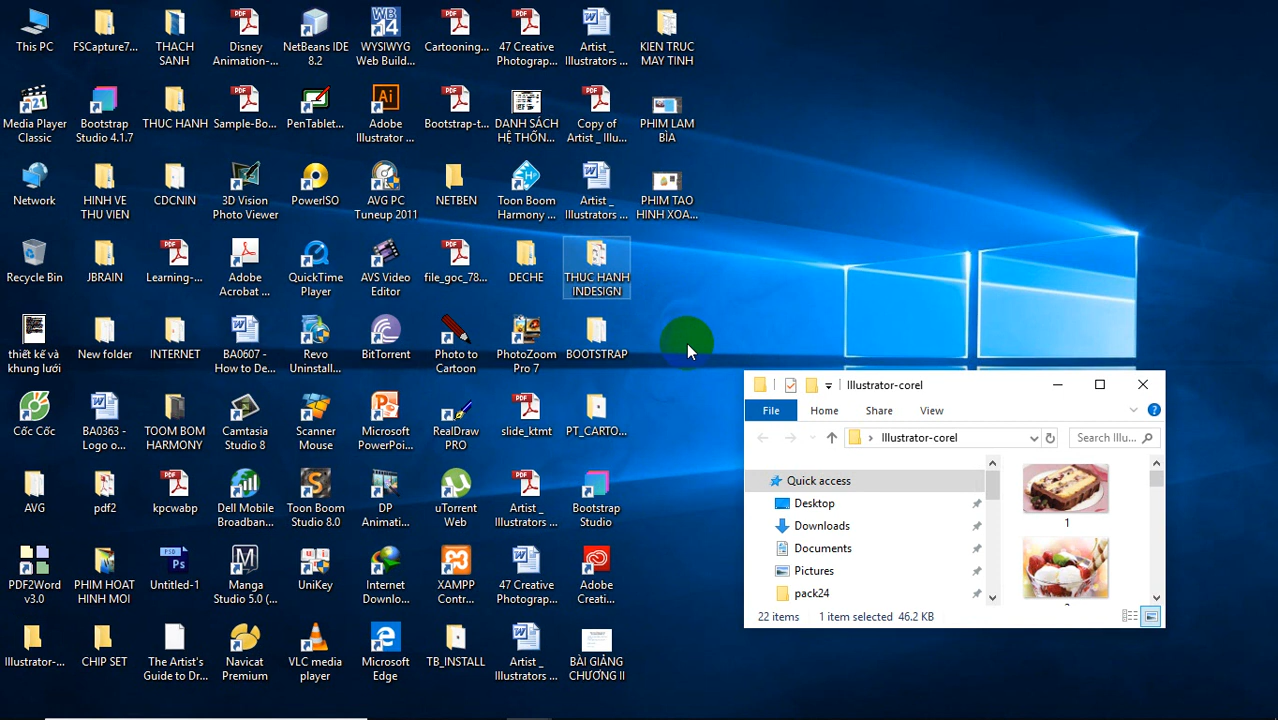 This PC
FSCapture7...
THACH
SANH
Disney
Animation-...
NetBeans IDE
8.2
WYSIWYG
Web Build...
Cartooning...
47 Creative
Photograp...
Artist _
Illustrators ...
KIEN TRUC
MAY TINH
Media Player
Classic
Bootstrap
Studio 4.1.7
THUC HANH
Sample-Bo...
PenTablet...
Adobe
Illustrator ...
Bootstrap-t...
DANH SÁCH
HỆ THỐN...
Copy of
Artist _ Illu...
PHIM LAM
BÌA
Network
HINH VE
THU VIEN
CDCNIN
3D Vision
Photo Viewer
PowerISO
AVG PC
Tuneup 2011
NETBEN
Toon Boom
Harmony ...
Artist _
Illustrators ...
PHIM TAO
HINH XOA...
Recycle Bin
JBRAIN
Learning-...
Adobe
Acrobat ...
QuickTime
Player
AVS Video
Editor
file_goc_78...
DECHE
THUC HANH
INDESIGN
thiết kế và
khung lưới
New folder
INTERNET
BA0607 -
How to De...
Revo
Uninstall...
BitTorrent
Photo to
Cartoon
PhotoZoom
Pro 7
BOOTSTRAP
Cốc Cốc
BA0363 -
Logo o...
TOOM BOM
HARMONY
Camtasia
Studio 8
Scanner
Mouse
Microsoft
PowerPoi...
RealDraw
PRO
slide_ktmt
PT_CARTO...
AVG
pdf2
kpcwabp
Dell Mobile
Broadban...
Toon Boom
Studio 8.0
DP
Animati...
uTorrent
Web
Artist _
Illustrators ...
Bootstrap
Studio
PDF2Word
v3.0
PHIM HOAT
HINH MOI
Untitled-1
Manga
Studio 5.0 (...
UniKey
Internet
Downlo...
XAMPP
Contr...
47 Creative
Photograp...
Adobe
Creati...
Illustrator-...
CHIP SET
The Artist's
Guide to Dr...
Navicat
Premium
VLC media
player
Microsoft
Edge
TB_INSTALL
Artist _
Illustrators ...
BÀI GIẢNG
CHƯƠNG II
Illustrator-corel
File Home Share View
Illustrator-corel
Search Illu...
Quick access
Desktop
Downloads
Documents
Pictures
pack24
1
22 items 1 item selected 46.2 KB